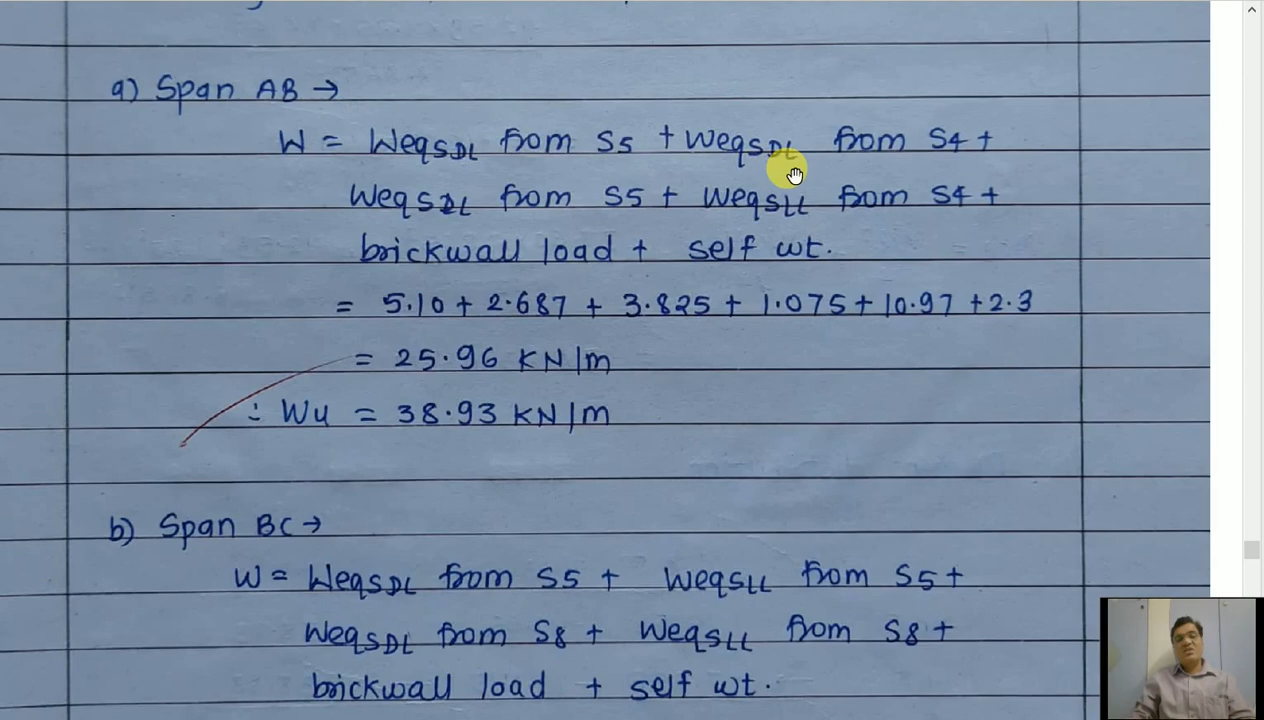 a) Span AB →
W = WeqSDL from S5 + WeqSDL from S4 +
WeqSLL from S5 + WeqSLL from S4 +
brickwall load + self wt.
= 5.10 + 2.687 + 3.825 + 1.075 + 10.97 + 2.3
= 25.96 KN/m
∴ Wu = 38.93 KN/m
b) Span BC →
W = WeqSDL from S5 + WeqSLL from S5 +
WeqSDL from S8 + WeqSLL from S8 +
brickwall load + self wt.